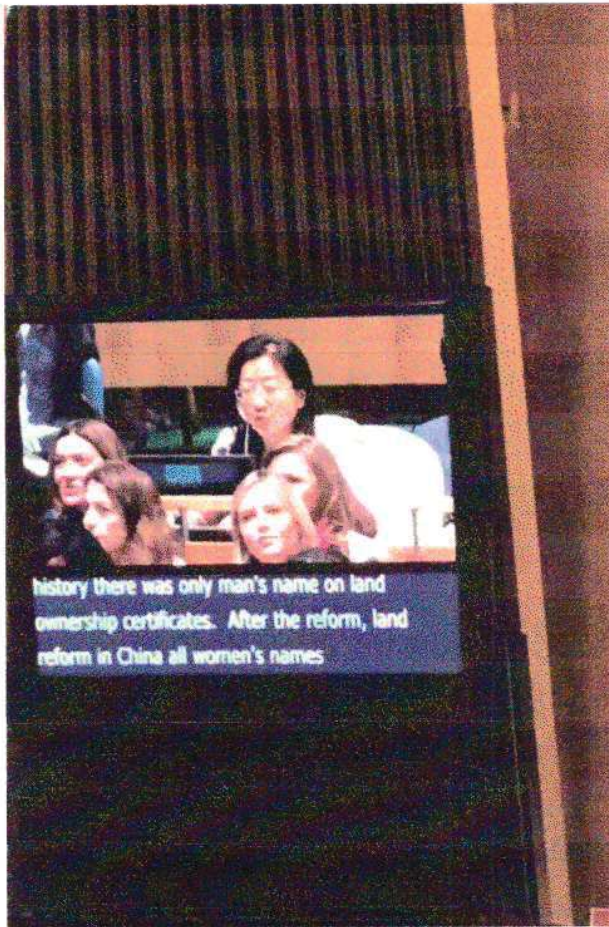 history there was only man's name on land
ownership certificates.  After the reform, land
reform in China all women's names